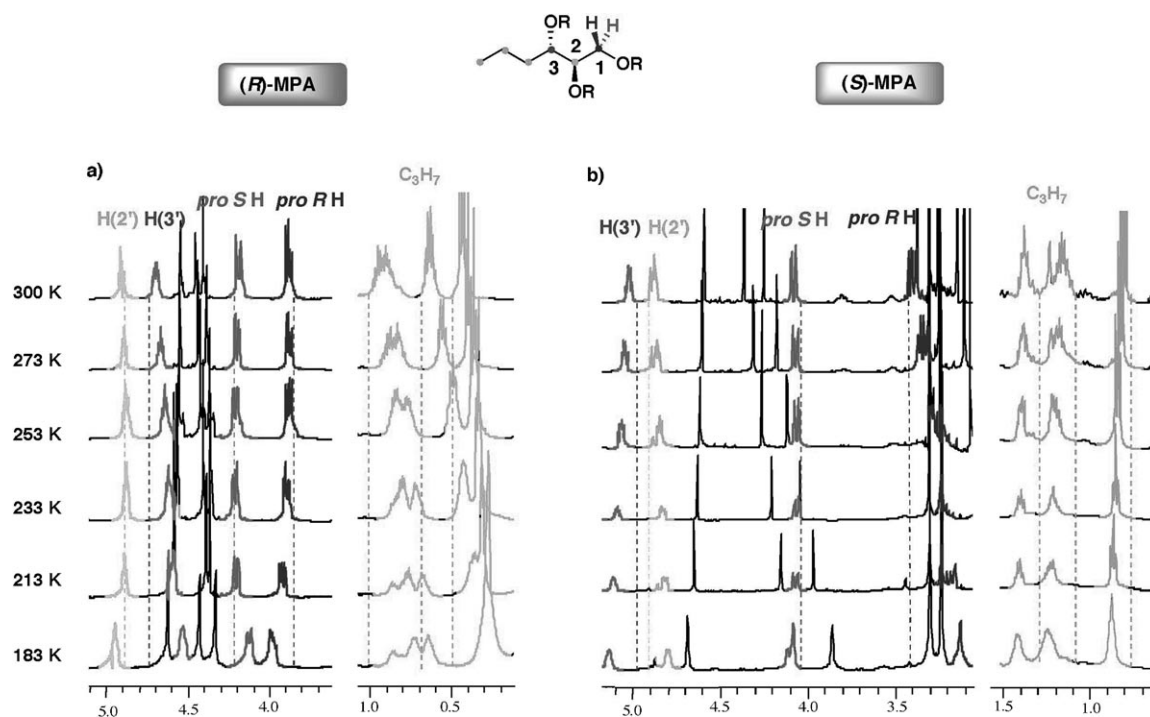 OR H H
2
3 1 OR
OR
(R)-MPA
(S)-MPA
a)
H(2') H(3') pro S H pro R H
C3H7
b)
H(3') H(2') pro S H pro R H
C3H7
300 K
273 K
253 K
233 K
213 K
183 K
5.0 4.5 4.0
1.0 0.5
5.0 4.5 4.0 3.5
1.5 1.0